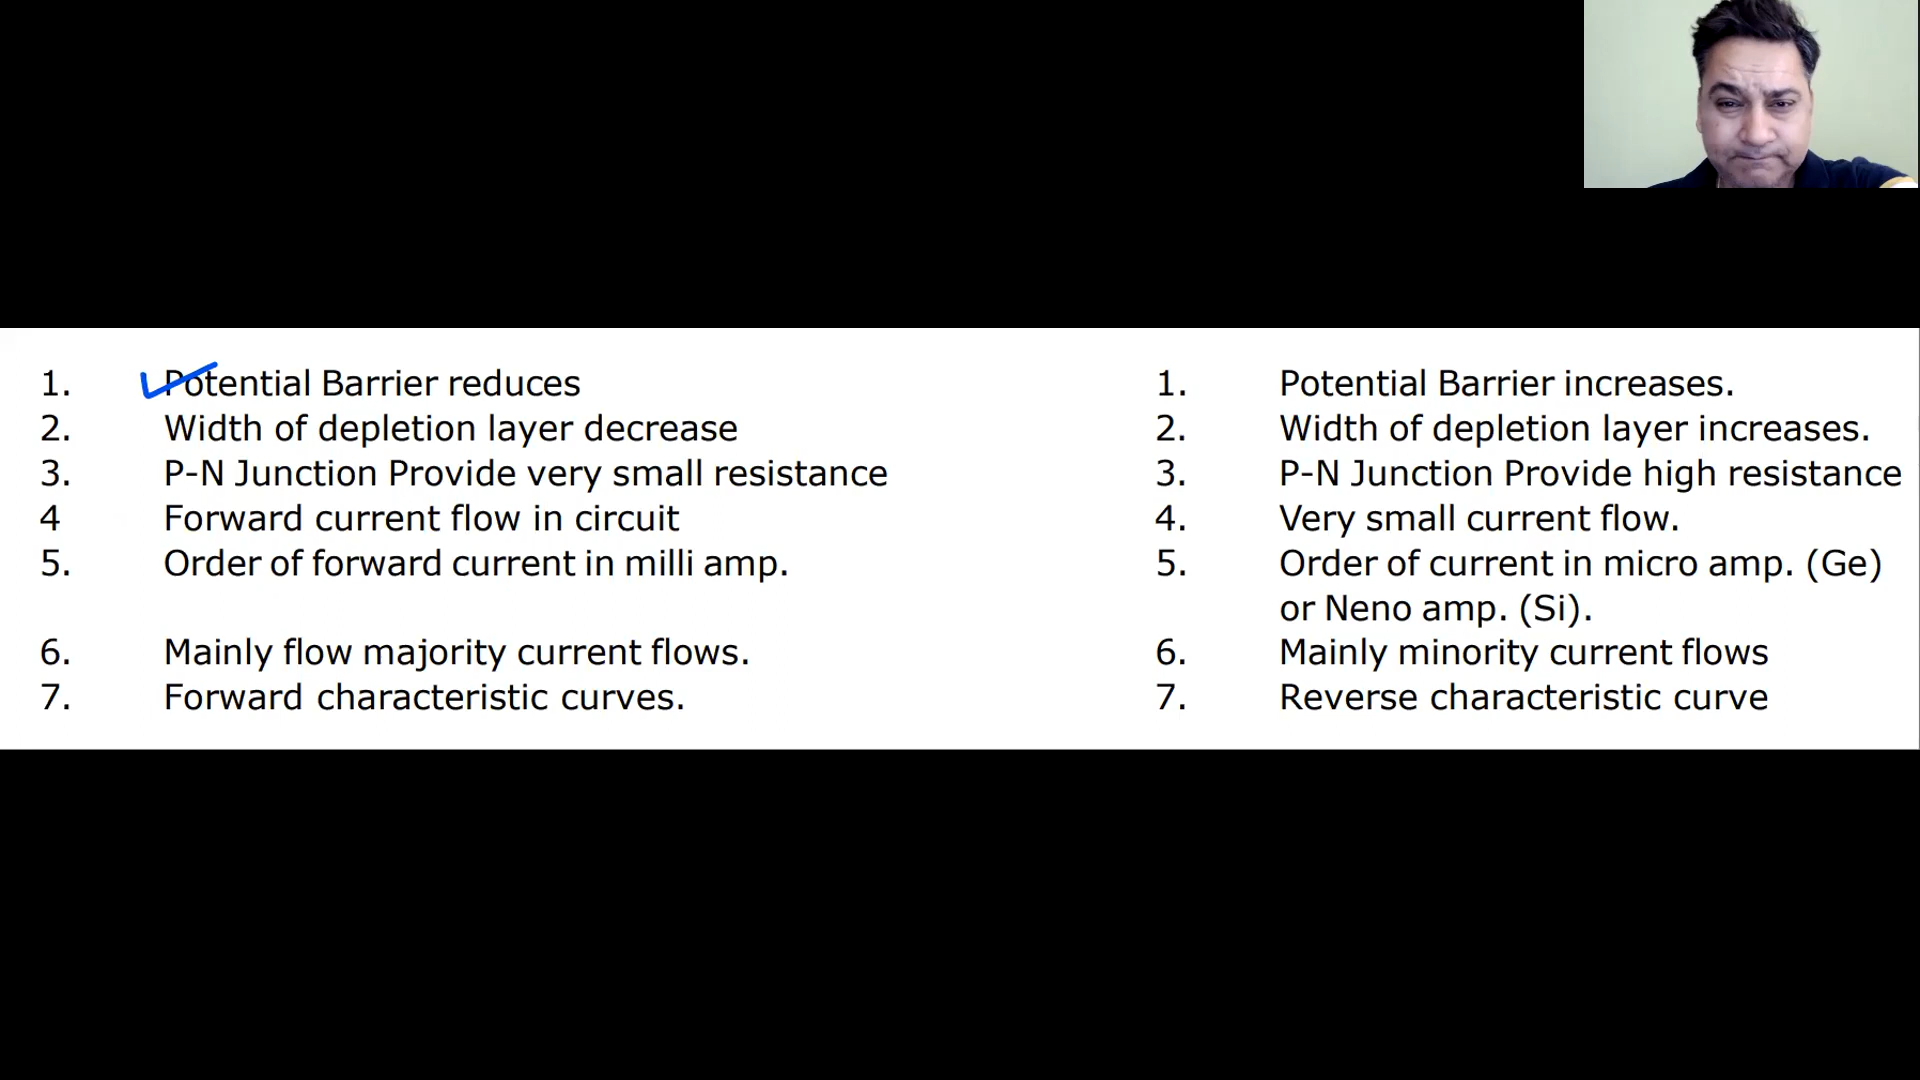 1. Potential Barrier reduces
2. Width of depletion layer decrease
3. P-N Junction Provide very small resistance
4 Forward current flow in circuit
5. Order of forward current in milli amp.
6. Mainly flow majority current flows.
7. Forward characteristic curves.
1. Potential Barrier increases.
2. Width of depletion layer increases.
3. P-N Junction Provide high resistance
4. Very small current flow.
5. Order of current in micro amp. (Ge)
or Neno amp. (Si).
6. Mainly minority current flows
7. Reverse characteristic curve